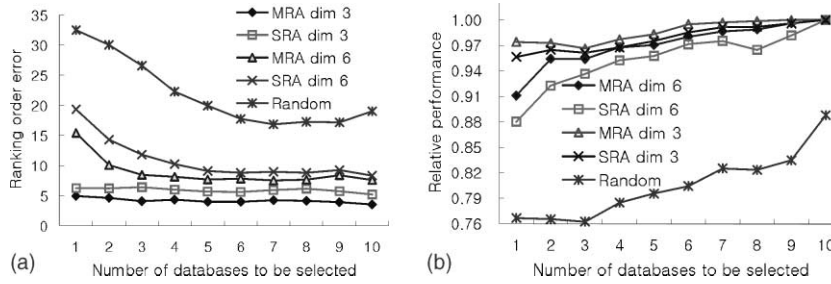 35
30
25
20
15
10
5
0
Ranking order error
MRA dim 3
SRA dim 3
MRA dim 6
SRA dim 6
Random
1 2 3 4 5 6 7 8 9 10
(a) Number of databases to be selected
1.00
0.97
0.94
0.91
0.88
0.85
0.82
0.79
0.76
Relative performance
MRA dim 6
SRA dim 6
MRA dim 3
SRA dim 3
Random
1 2 3 4 5 6 7 8 9 10
(b) Number of databases to be selected